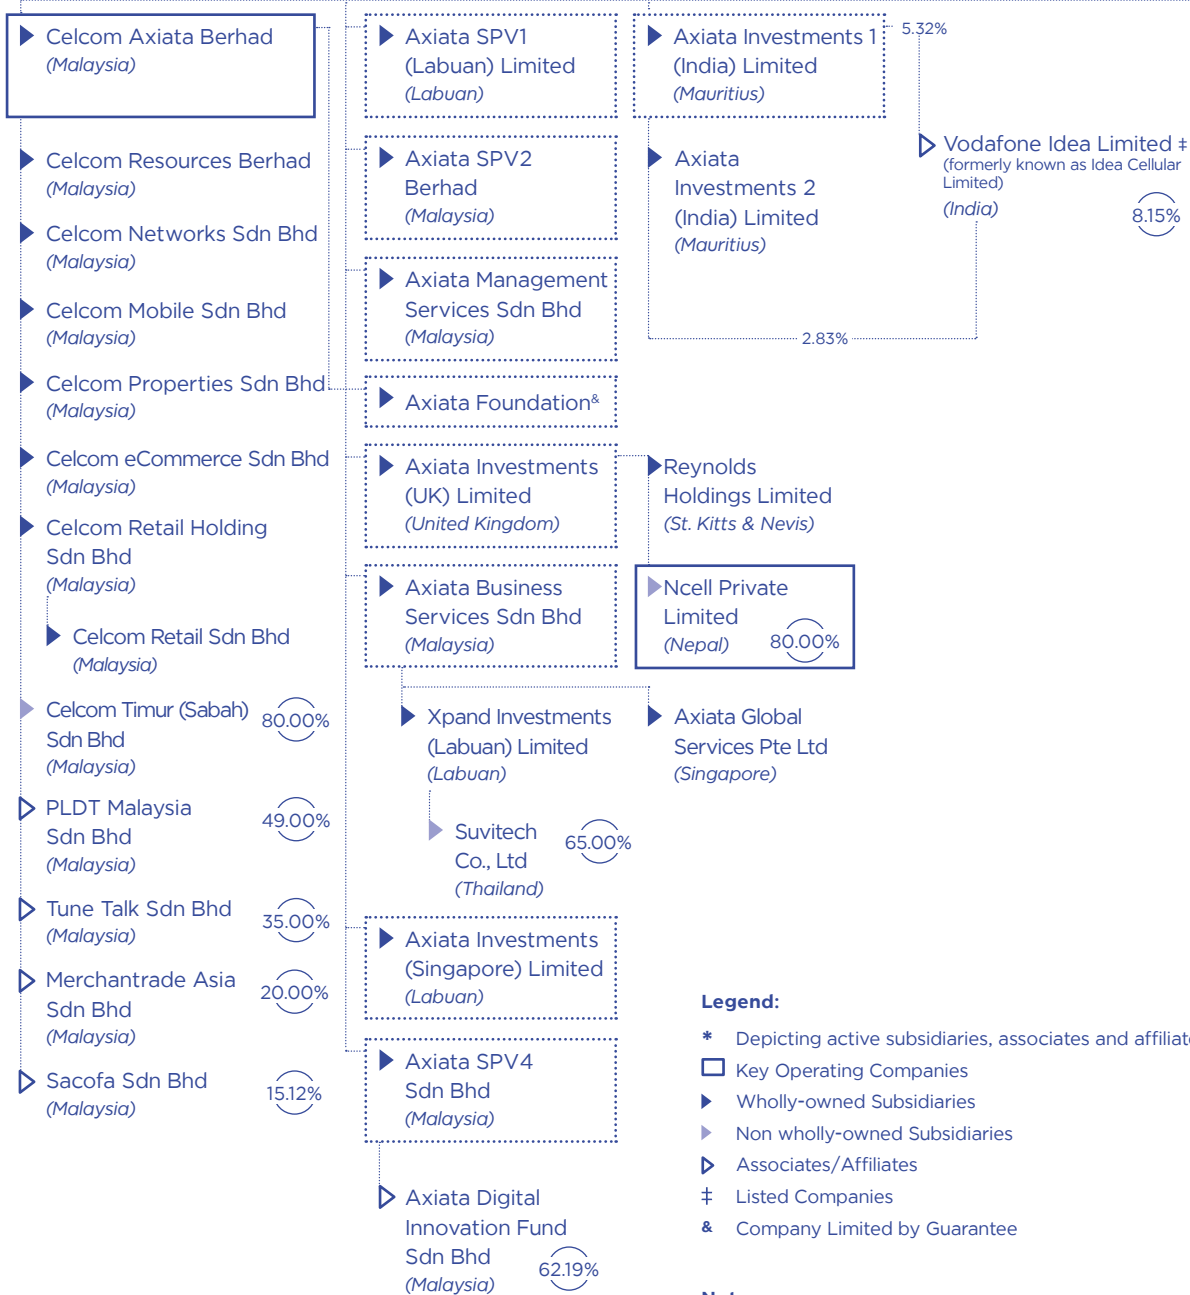 Celcom Axiata Berhad
(Malaysia)
Celcom Resources Berhad
(Malaysia)
Celcom Networks Sdn Bhd
(Malaysia)
Celcom Mobile Sdn Bhd
(Malaysia)
Celcom Properties Sdn Bhd
(Malaysia)
Celcom eCommerce Sdn Bhd
(Malaysia)
Celcom Retail Holding
Sdn Bhd
(Malaysia)
Celcom Retail Sdn Bhd
(Malaysia)
Celcom Timur (Sabah)
Sdn Bhd
(Malaysia)
80.00%
PLDT Malaysia
Sdn Bhd
(Malaysia)
49.00%
Tune Talk Sdn Bhd
(Malaysia)
35.00%
Merchantrade Asia
Sdn Bhd
(Malaysia)
20.00%
Sacofa Sdn Bhd
(Malaysia)
15.12%
Axiata SPV1
(Labuan) Limited
(Labuan)
Axiata SPV2
Berhad
(Malaysia)
Axiata Management
Services Sdn Bhd
(Malaysia)
Axiata Foundation&
Axiata Investments
(UK) Limited
(United Kingdom)
Reynolds
Holdings Limited
(St. Kitts & Nevis)
Ncell Private
Limited
(Nepal)
80.00%
Axiata Business
Services Sdn Bhd
(Malaysia)
Xpand Investments
(Labuan) Limited
(Labuan)
Suvitech
Co., Ltd
(Thailand)
65.00%
Axiata Global
Services Pte Ltd
(Singapore)
Axiata Investments
(Singapore) Limited
(Labuan)
Axiata SPV4
Sdn Bhd
(Malaysia)
Axiata Digital
Innovation Fund
Sdn Bhd
(Malaysia)
62.19%
Axiata Investments 1
(India) Limited
(Mauritius)
5.32%
Axiata
Investments 2
(India) Limited
(Mauritius)
2.83%
Vodafone Idea Limited ‡
(formerly known as Idea Cellular
Limited)
(India)
8.15%
Legend:
* Depicting active subsidiaries, associates and affiliat
Key Operating Companies
Wholly-owned Subsidiaries
Non wholly-owned Subsidiaries
Associates/Affiliates
‡ Listed Companies
& Company Limited by Guarantee